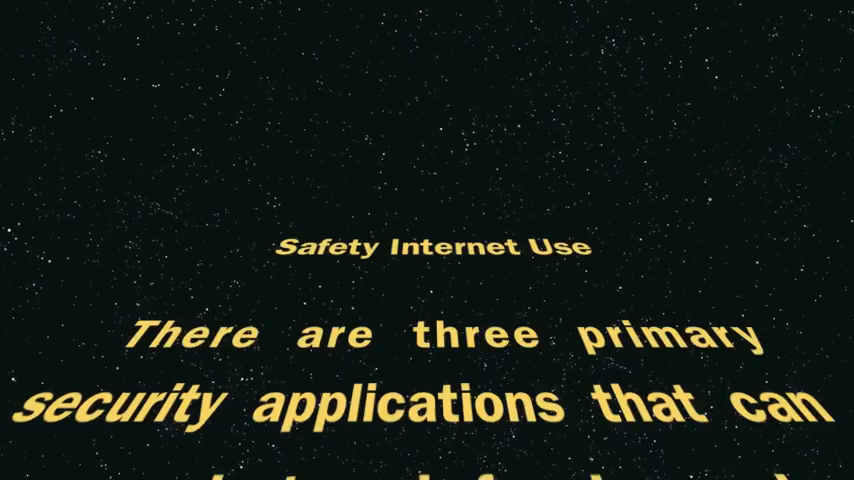 Safety Internet Use
There are three primary
security applications that can